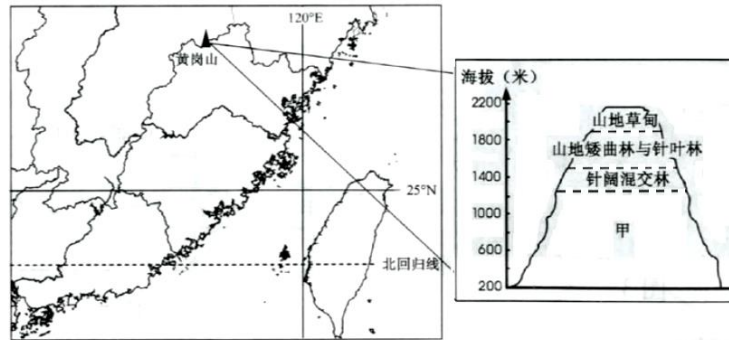 120°E
黄岗山
25°N
北回归线
海拔（米）
2200
1800
1400
1000
600
200
山地草甸
山地矮曲林与针叶林
针阔混交林
甲